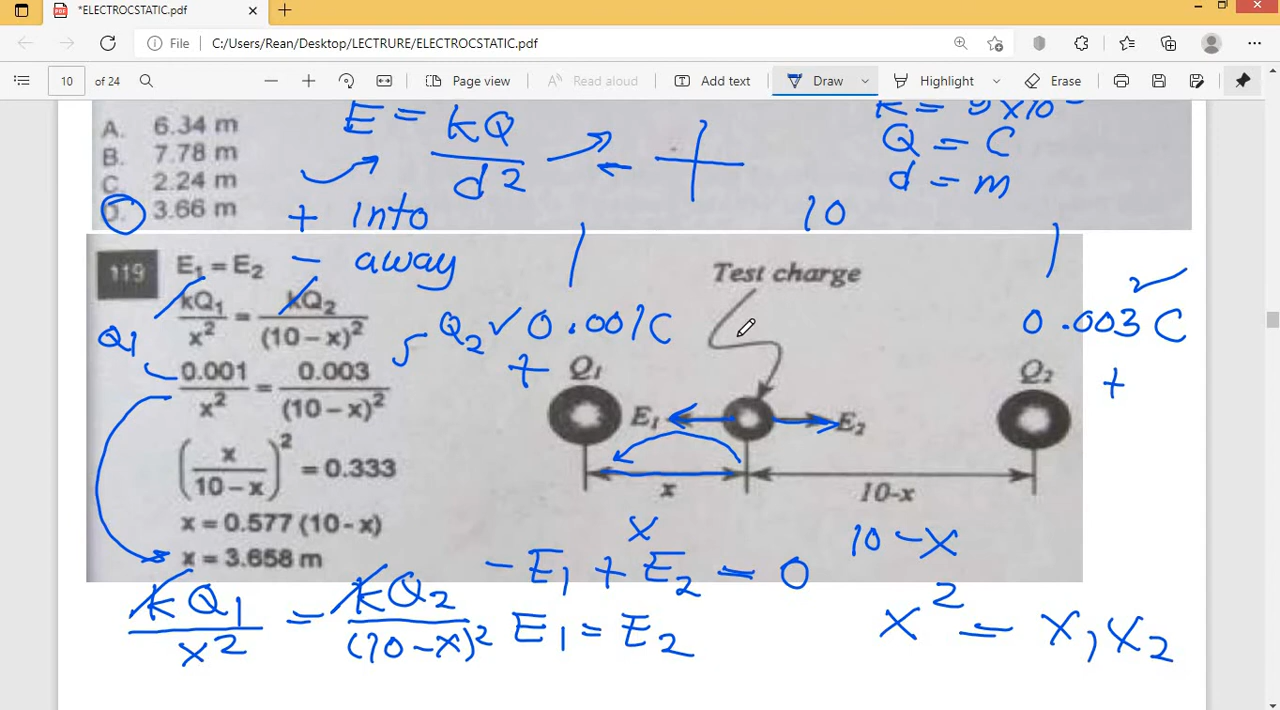 *ELECTROCSTATIC.pdf
File C:/Users/Rean/Desktop/LECTRURE/ELECTROCSTATIC.pdf
10 of 24
Page view
Read aloud
Add text
Draw
Highlight
Erase
A. 6.34 m
B. 7.78 m
C. 2.24 m
D. 3.66 m
E = kQ/d²
Q = C
d = m
+ into
- away
10
119
E₁ = E₂
kQ₁/x² = kQ₂/(10-x)²
Q₁
0.001/x² = 0.003/(10-x)²
Q₂
(x/(10-x))² = 0.333
x = 0.577 (10-x)
x = 3.658 m
Test charge
0.001C
0.003 C
+
+
Q₁
Q₂
E₁
E₂
x
10-x
x
10-x
-E₁ + E₂ = 0
kQ₁/x² = kQ₂/(10-x)²
E₁ = E₂
x² = x₁x₂